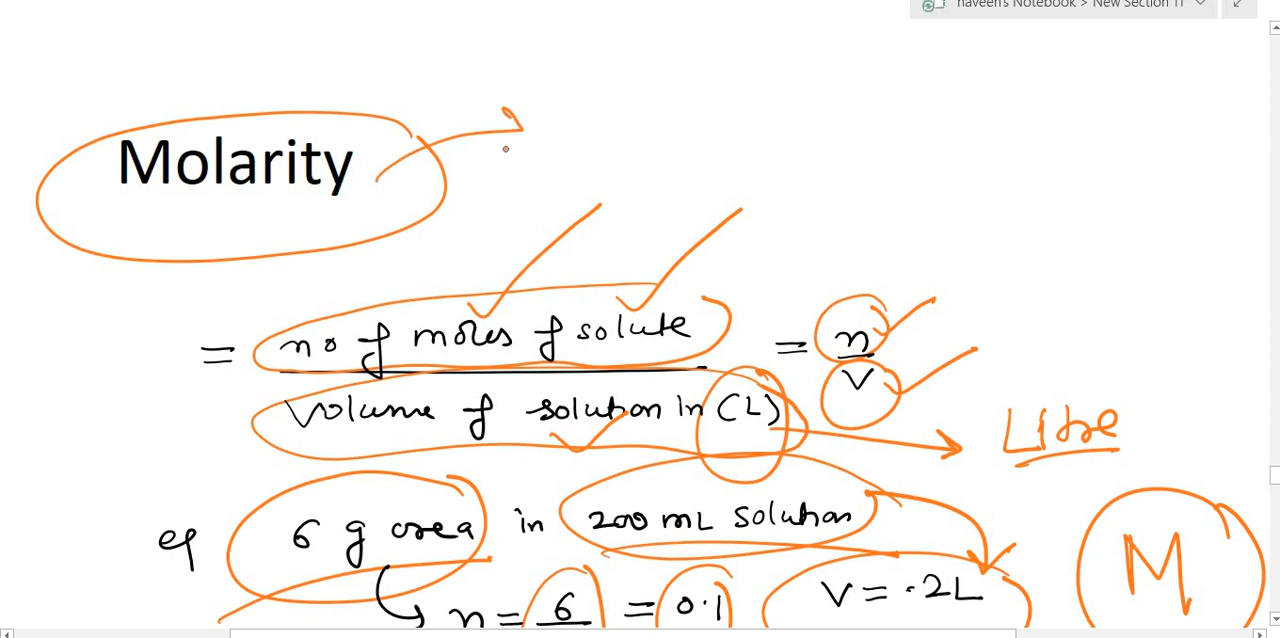 naveen's Notebook > New Section 11
Molarity
= no of moles of solute = n
volume of solution in (L) V
Litre
eg 6 g urea in 200 mL solution
M
n = 6 = 0.1 V = .2L